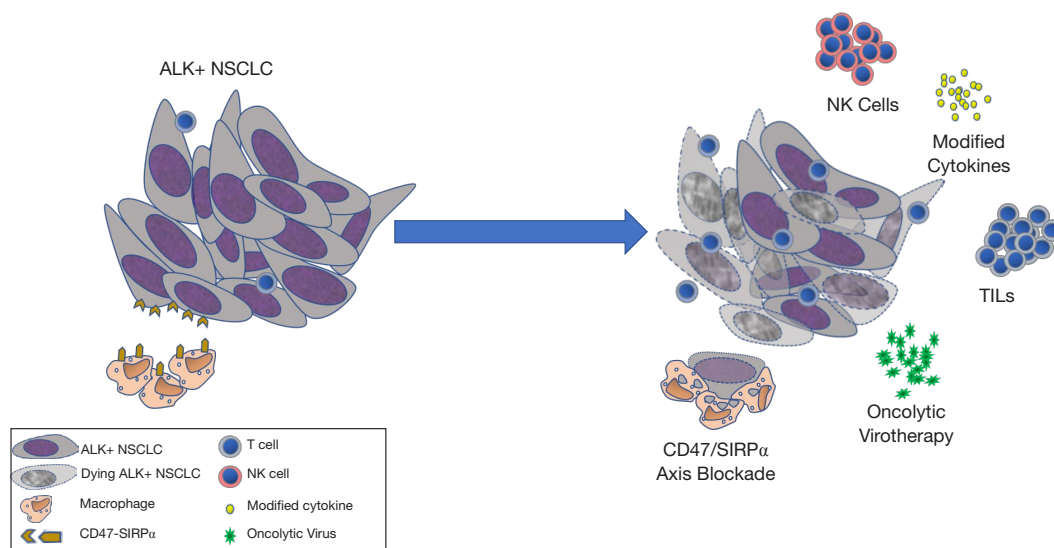 ALK+ NSCLC
NK Cells
Modified
Cytokines
TILs
Oncolytic
Virotherapy
CD47/SIRPα
Axis Blockade
ALK+ NSCLC
Dying ALK+ NSCLC
Macrophage
CD47-SIRPα
T cell
NK cell
Modified cytokine
Oncolytic Virus